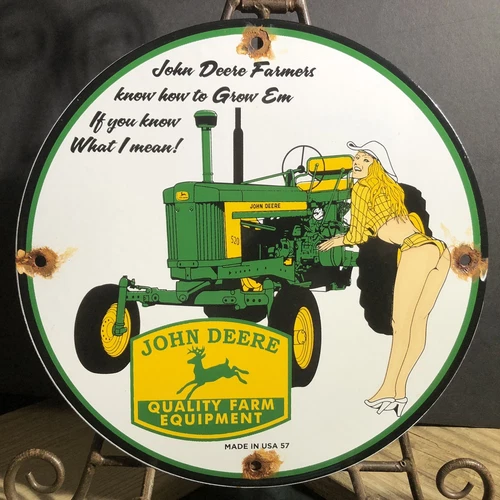 John Deere Farmers
know how to Grow Em
If you know
What I mean!
JOHN DEERE
520
JOHN DEERE
QUALITY FARM
EQUIPMENT
MADE IN USA 57